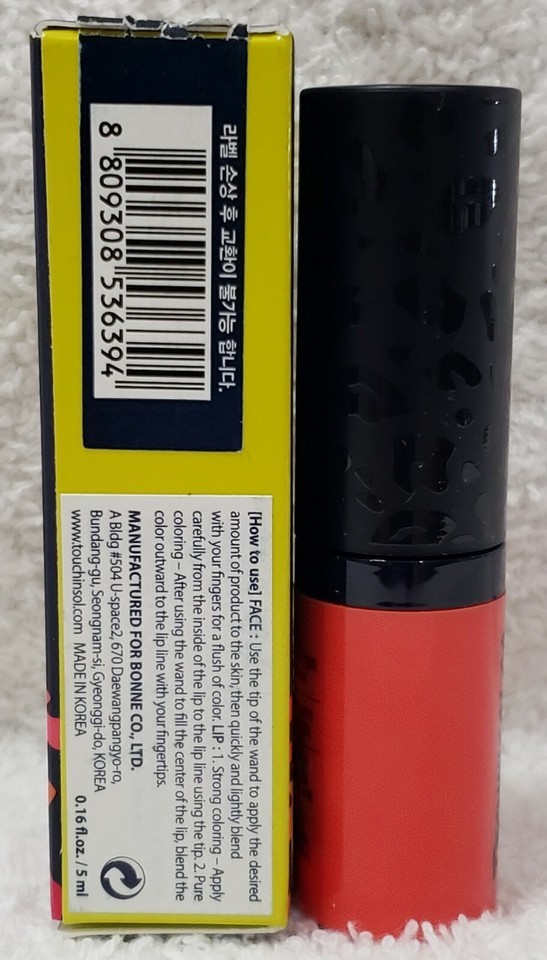 라벨 손상 후 교환이 불가능 합니다.
8 809308 536394
[How to use] FACE : Use the tip of the wand to apply the desired
amount of product to the skin, then quickly and lightly blend
with your fingers for a flush of color. LIP : 1. Strong coloring – Apply
carefully from the inside of the lip to the lip line using the tip. 2. Pure
coloring – After using the wand to fill the center of the lip, blend the
color outward to the lip line with your fingertips.
MANUFACTURED FOR BONNE CO., LTD.
A Bldg #504 U-space2, 670 Daewangpangyo-ro,
Bundang-gu, Seongnam-si, Gyeonggi-do, KOREA
www.touchinsol.com MADE IN KOREA
0.16 fl.oz. / 5 ml